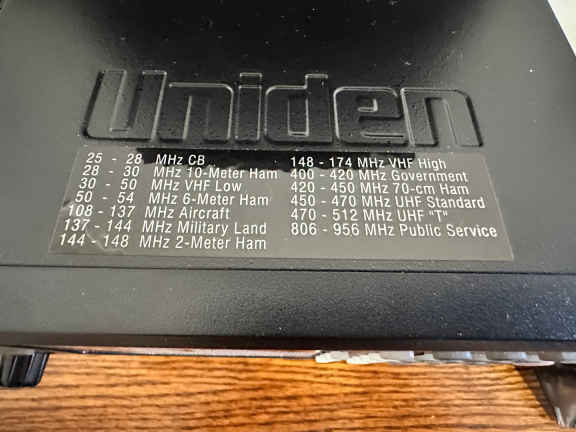 Uniden
25 - 28 MHz CB
28 - 30 MHz 10-Meter Ham
30 - 50 MHz VHF Low
50 - 54 MHz 6-Meter Ham
108 - 137 MHz Aircraft
137 - 144 MHz Military Land
144 - 148 MHz 2-Meter Ham
148 - 174 MHz VHF High
400 - 420 MHz Government
420 - 450 MHz 70-cm Ham
450 - 470 MHz UHF Standard
470 - 512 MHz UHF "T"
806 - 956 MHz Public Service